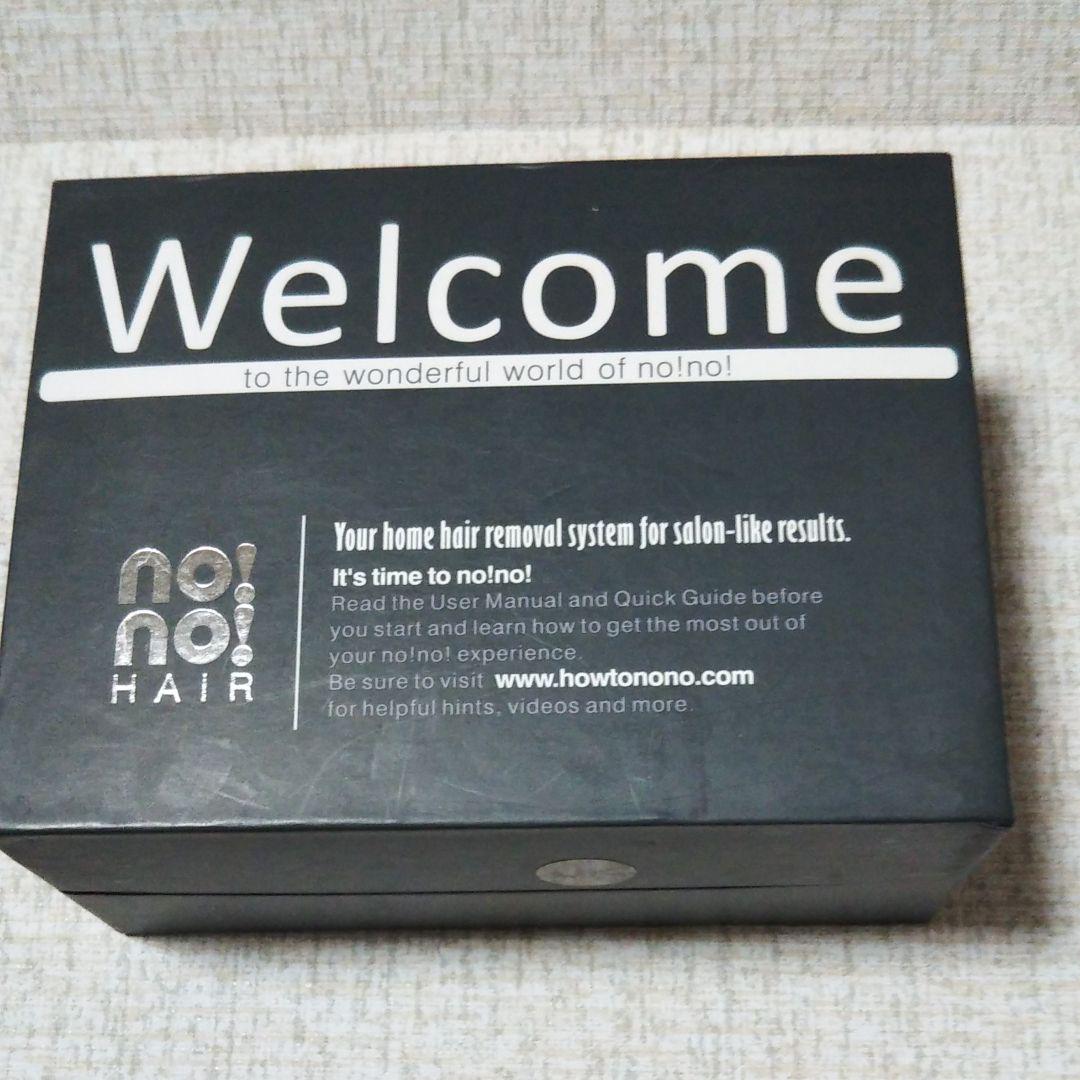 Welcome
to the wonderful world of no!no!
no!
no!
HAIR
Your home hair removal system for salon-like results.
It's time to no!no!
Read the User Manual and Quick Guide before
you start and learn how to get the most out of
your no!no! experience.
Be sure to visit www.howtonono.com
for helpful hints, videos and more.